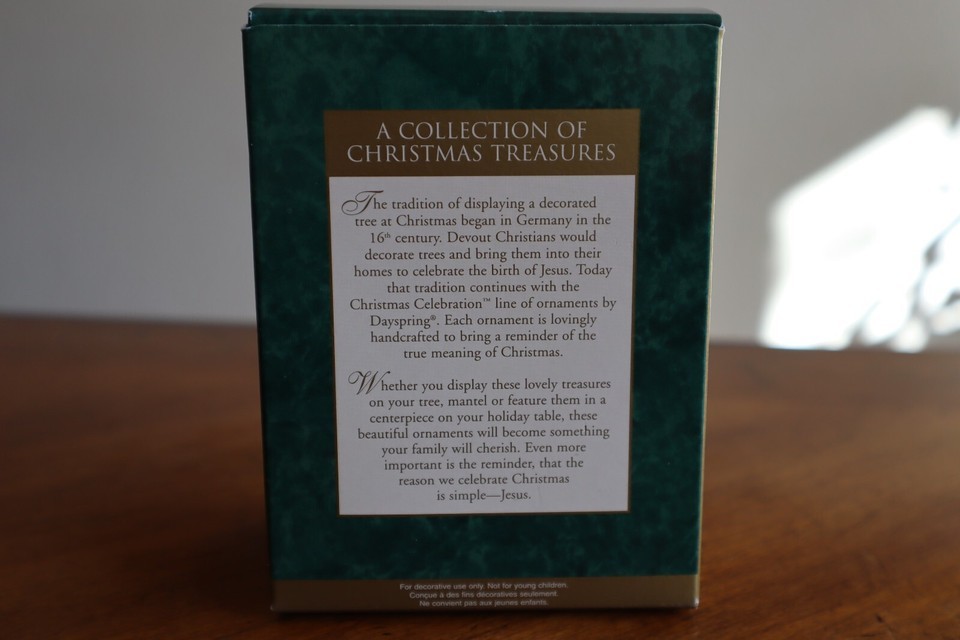 A COLLECTION OF
CHRISTMAS TREASURES
The tradition of displaying a decorated
tree at Christmas began in Germany in the
16th century. Devout Christians would
decorate trees and bring them into their
homes to celebrate the birth of Jesus. Today
that tradition continues with the
Christmas Celebration™ line of ornaments by
Dayspring®. Each ornament is lovingly
handcrafted to bring a reminder of the
true meaning of Christmas.
Whether you display these lovely treasures
on your tree, mantel or feature them in a
centerpiece on your holiday table, these
beautiful ornaments will become something
your family will cherish. Even more
important is the reminder, that the
reason we celebrate Christmas
is simple—Jesus.
For decorative use only. Not for young children.
Conçue à des fins décoratives seulement.
Ne convient pas aux jeunes enfants.